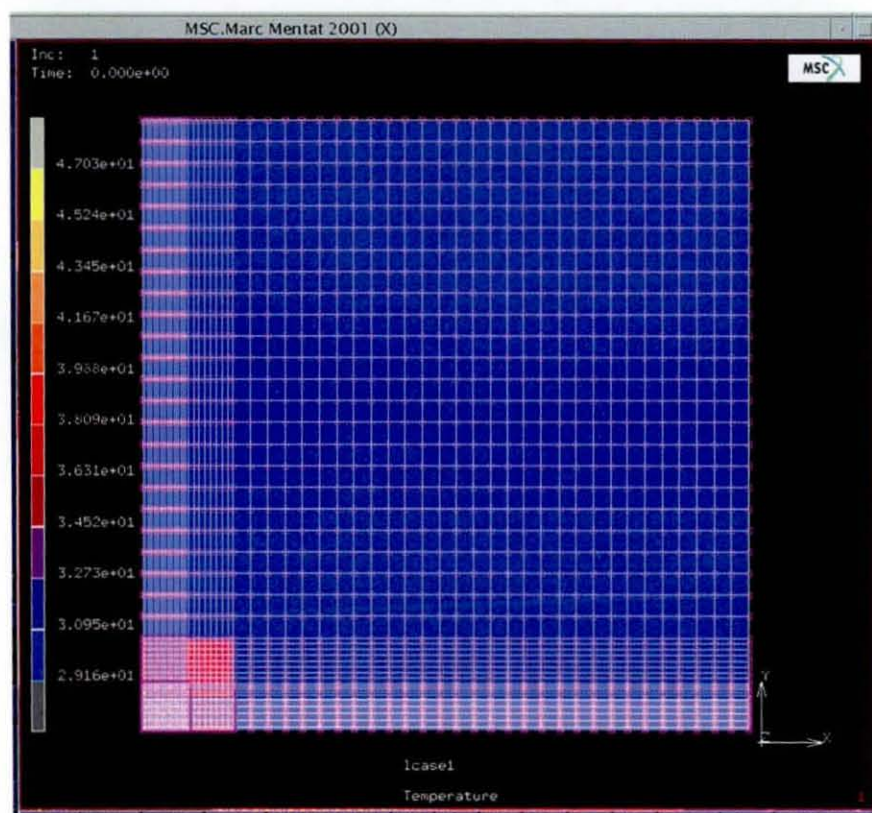 MSC.Marc Mentat 2001 (X)
Inc: 1
Time: 0.000e+00
MSC
4.703e+01
4.524e+01
4.345e+01
4.167e+01
3.988e+01
3.809e+01
3.631e+01
3.452e+01
3.273e+01
3.095e+01
2.916e+01
Y
Z
X
lcase1
Temperature
1